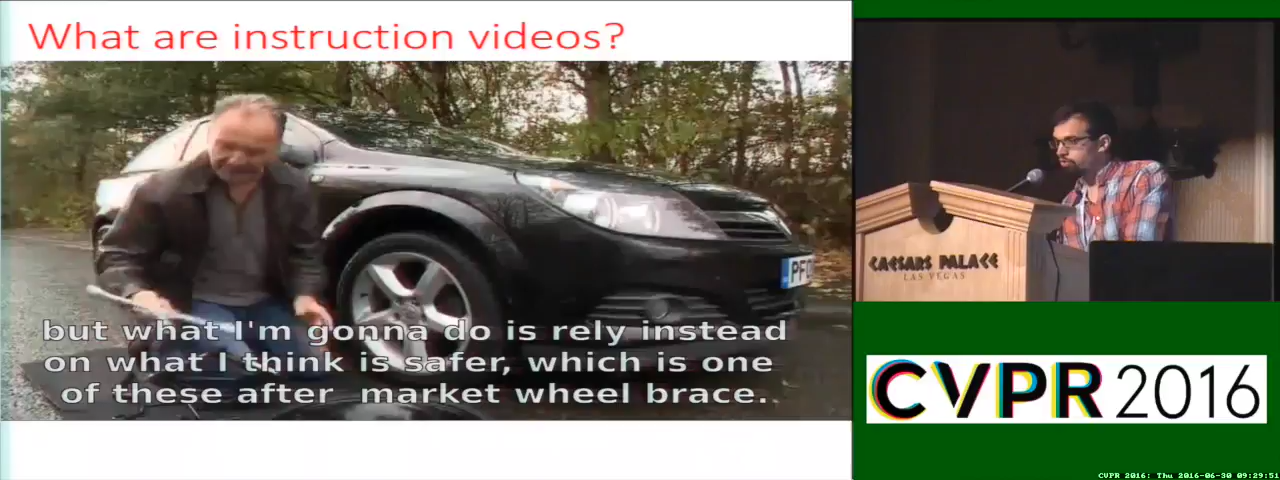 What are instruction videos?
but what I'm gonna do is rely instead
on what I think is safer, which is one
of these after market wheel brace.
CAESARS PALACE
LAS VEGAS
CVPR 2016
CVPR 2016: Thu 2016-06-30 09:29:51